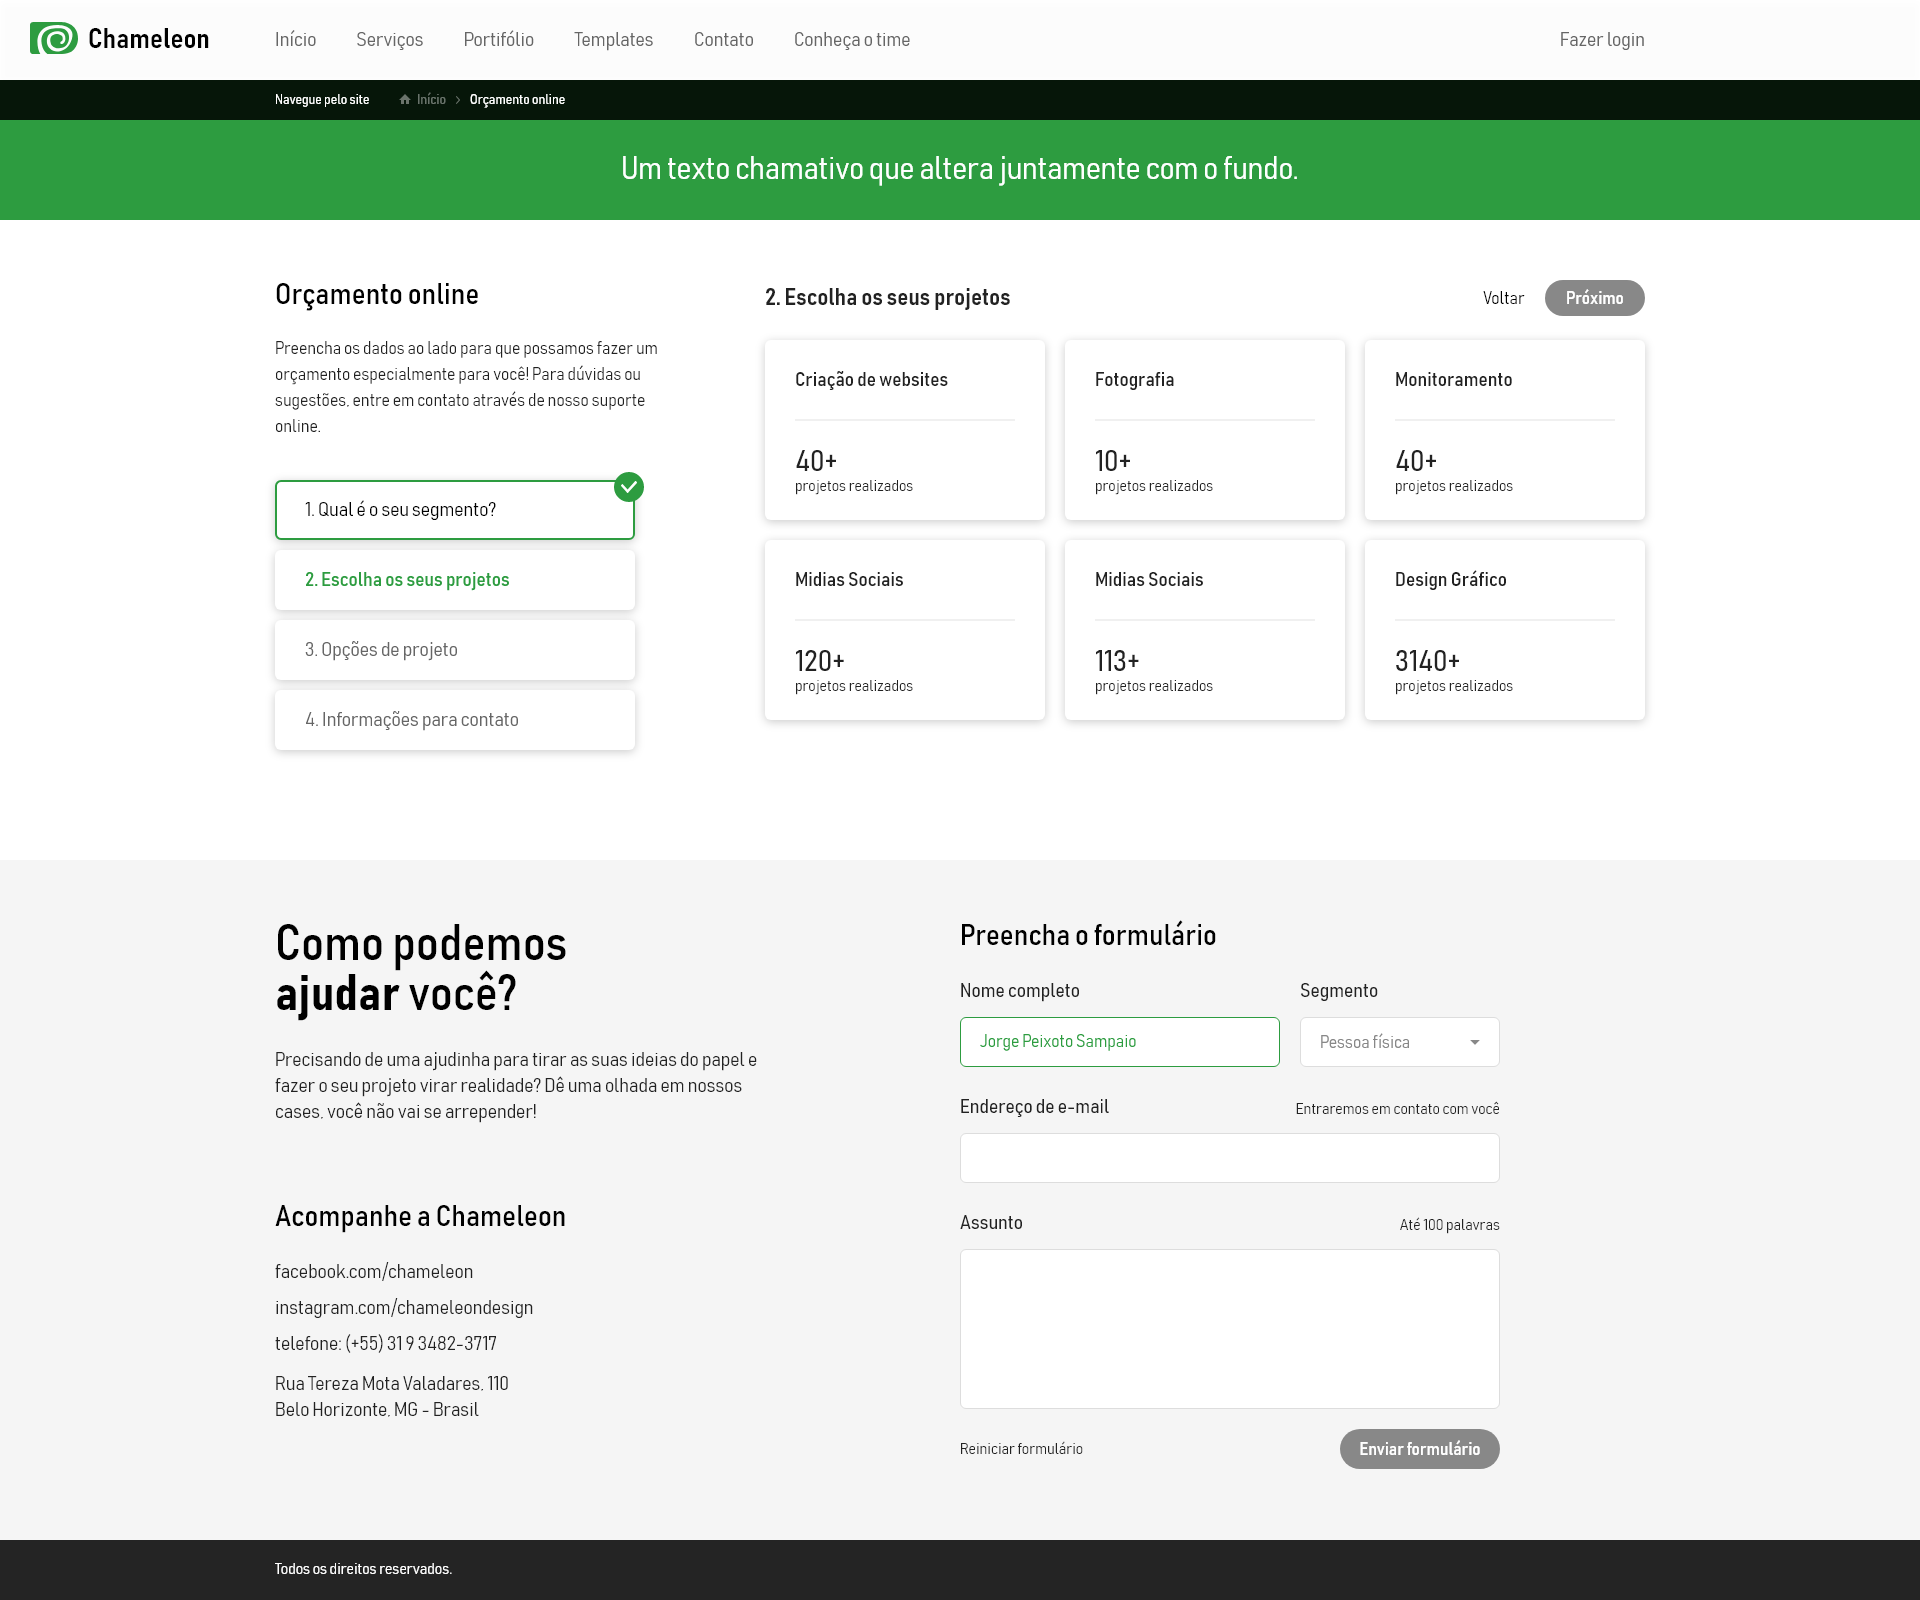 Chameleon
Início
Serviços
Portifólio
Templates
Contato
Conheça o time
Fazer login
Navegue pelo site
Início
Orçamento online
Um texto chamativo que altera juntamente com o fundo.
Orçamento online
Preencha os dados ao lado para que possamos fazer um
orçamento especialmente para você! Para dúvidas ou
sugestões, entre em contato através de nosso suporte
online.
1. Qual é o seu segmento?
2. Escolha os seus projetos
3. Opções de projeto
4. Informações para contato
2. Escolha os seus projetos
Voltar
Próximo
Criação de websites
40+
projetos realizados
Fotografia
10+
projetos realizados
Monitoramento
40+
projetos realizados
Midias Sociais
120+
projetos realizados
Midias Sociais
113+
projetos realizados
Design Gráfico
3140+
projetos realizados
Como podemos
ajudar você?
Precisando de uma ajudinha para tirar as suas ideias do papel e
fazer o seu projeto virar realidade? Dê uma olhada em nossos
cases, você não vai se arrepender!
Acompanhe a Chameleon
facebook.com/chameleon
instagram.com/chameleondesign
telefone: (+55) 31 9 3482-3717
Rua Tereza Mota Valadares, 110
Belo Horizonte, MG - Brasil
Preencha o formulário
Nome completo
Jorge Peixoto Sampaio
Segmento
Pessoa física
Endereço de e-mail
Entraremos em contato com você
Assunto
Até 100 palavras
Reiniciar formulário
Enviar formulário
Todos os direitos reservados.